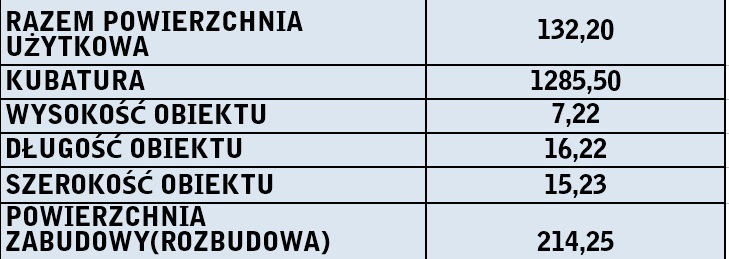 RAZEM POWIERZCHNIA
UŻYTKOWA
132,20
KUBATURA
1285,50
WYSOKOŚĆ OBIEKTU
7,22
DŁUGOŚĆ OBIEKTU
16,22
SZEROKOŚĆ OBIEKTU
15,23
POWIERZCHNIA
ZABUDOWY(ROZBUDOWA)
214,25